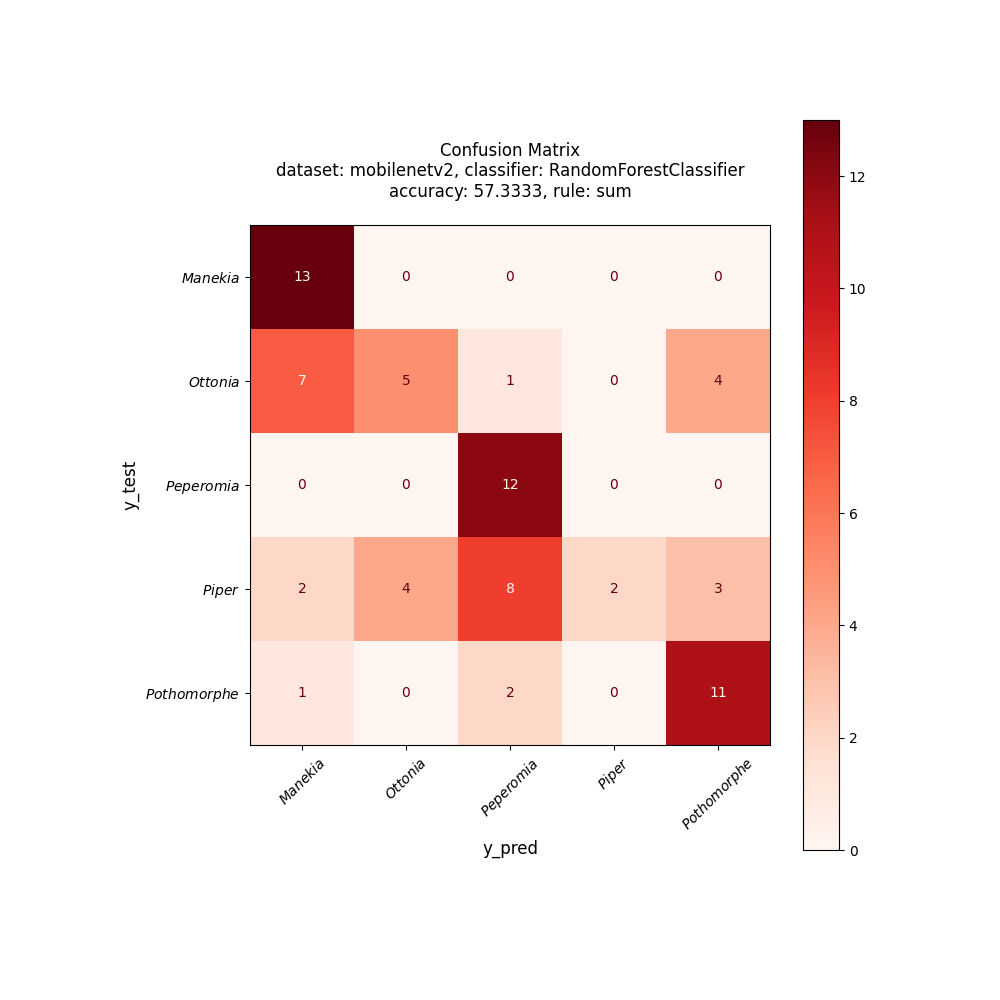 Confusion Matrix
dataset: mobilenetv2, classifier: RandomForestClassifier
accuracy: 57.3333, rule: sum
y_test
Manekia 13 0 0 0 0
Ottonia 7 5 1 0 4
Peperomia 0 0 12 0 0
Piper 2 4 8 2 3
Pothomorphe 1 0 2 0 11
Manekia Ottonia Peperomia Piper Pothomorphe
y_pred
12
10
8
6
4
2
0